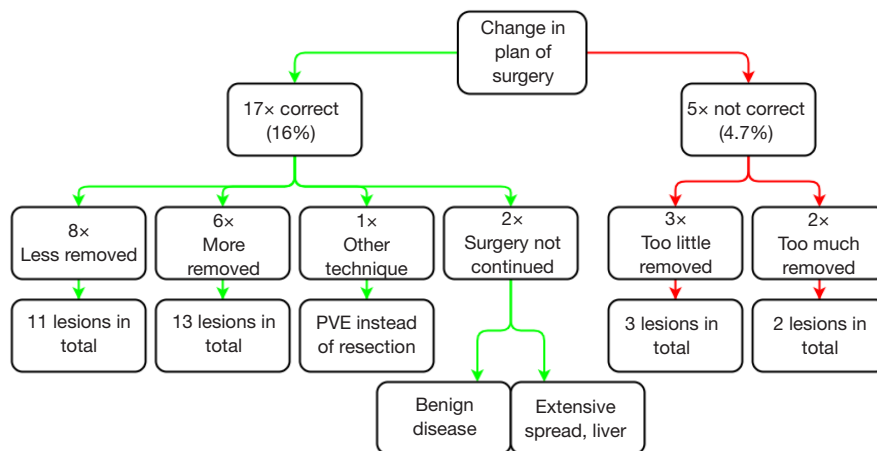 Change in
plan of
surgery
17× correct
(16%)
5× not correct
(4.7%)
8×
Less removed
6×
More
removed
1×
Other
technique
2×
Surgery not
continued
3×
Too little
removed
2×
Too much
removed
11 lesions in
total
13 lesions in
total
PVE instead
of resection
3 lesions in
total
2 lesions in
total
Benign
disease
Extensive
spread, liver